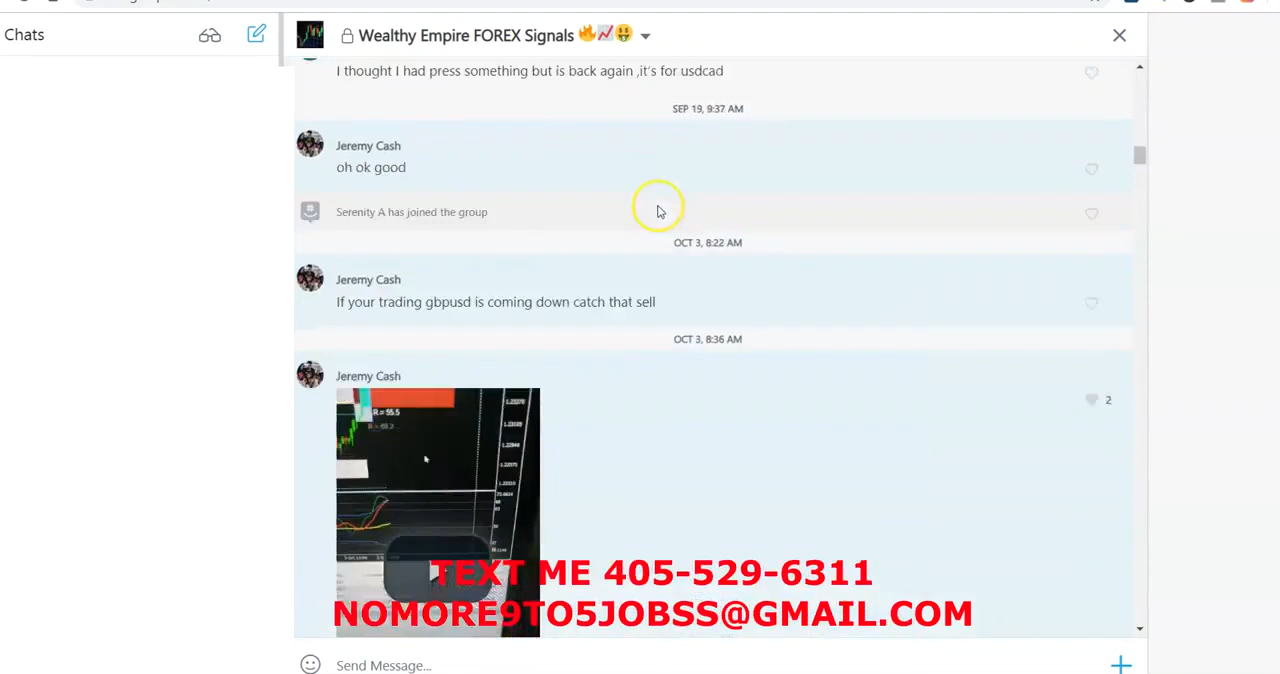 Chats
Wealthy Empire FOREX Signals 🔥📈🤑
I thought I had press something but is back again ,it's for usdcad
SEP 19, 9:37 AM
Jeremy Cash
oh ok good
Serenity A has joined the group
OCT 3, 8:22 AM
Jeremy Cash
If your trading gbpusd is coming down catch that sell
OCT 3, 8:36 AM
Jeremy Cash
2
R = 55.5
TEXT ME 405-529-6311
NOMORE9TO5JOBSS@GMAIL.COM
Send Message...